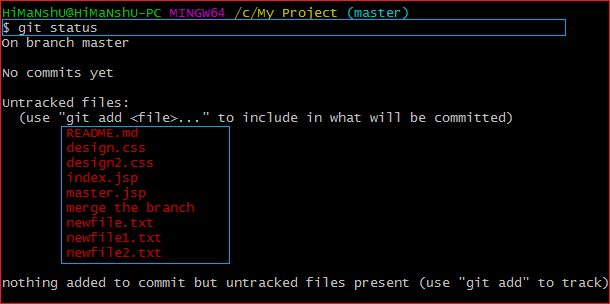 HiMaNshU@HiMaNshU-PC MINGW64 /c/My Project (master)
$ git status
On branch master
No commits yet
Untracked files:
(use "git add <file>..." to include in what will be committed)
README.md
design.css
design2.css
index.jsp
master.jsp
merge the branch
newfile.txt
newfile1.txt
newfile2.txt
nothing added to commit but untracked files present (use "git add" to track)